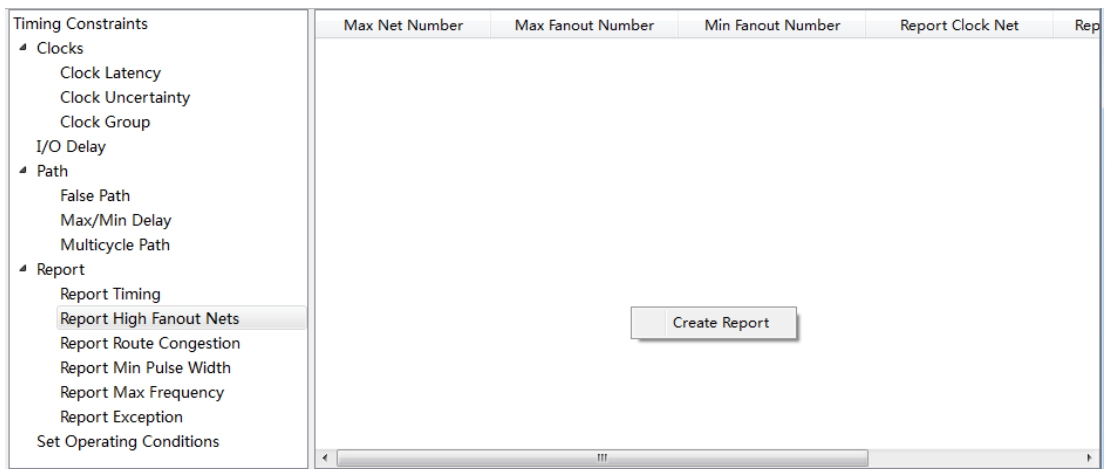 Timing Constraints
Clocks
Clock Latency
Clock Uncertainty
Clock Group
I/O Delay
Path
False Path
Max/Min Delay
Multicycle Path
Report
Report Timing
Report High Fanout Nets
Report Route Congestion
Report Min Pulse Width
Report Max Frequency
Report Exception
Set Operating Conditions
Max Net Number Max Fanout Number Min Fanout Number Report Clock Net Rep
Create Report